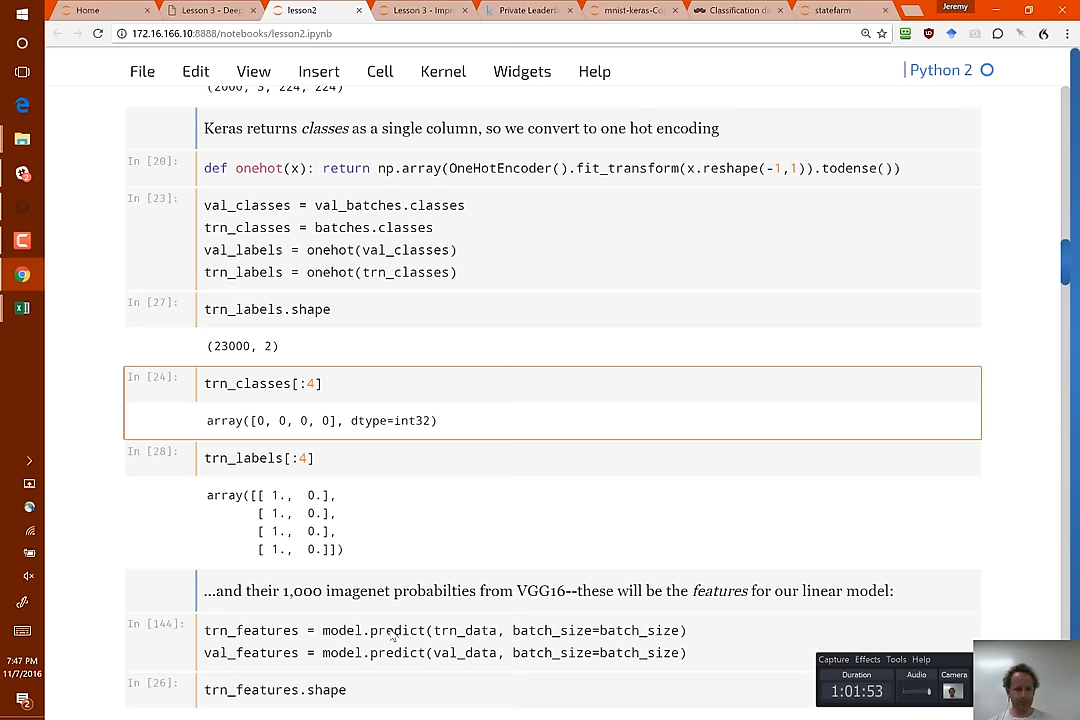 Jeremy
Home
Lesson 3 - Deep
lesson2
Lesson 3 - Impro
Private Leaderb
mnist-keras-Co
Classification da
statefarm
172.16.166.10:8888/notebooks/lesson2.ipynb
File Edit View Insert Cell Kernel Widgets Help
Python 2
(2000, 3, 224, 224)
Keras returns classes as a single column, so we convert to one hot encoding
In [20]:
def onehot(x): return np.array(OneHotEncoder().fit_transform(x.reshape(-1,1)).todense())
In [23]:
val_classes = val_batches.classes
trn_classes = batches.classes
val_labels = onehot(val_classes)
trn_labels = onehot(trn_classes)
In [27]:
trn_labels.shape
(23000, 2)
In [24]:
trn_classes[:4]
array([0, 0, 0, 0], dtype=int32)
In [28]:
trn_labels[:4]
array([[ 1., 0.],
[ 1., 0.],
[ 1., 0.],
[ 1., 0.]])
...and their 1,000 imagenet probabilties from VGG16--these will be the features for our linear model:
In [144]:
trn_features = model.predict(trn_data, batch_size=batch_size)
val_features = model.predict(val_data, batch_size=batch_size)
In [26]:
trn_features.shape
Capture Effects Tools Help
Duration Audio Camera
1:01:53
7:47 PM
11/7/2016